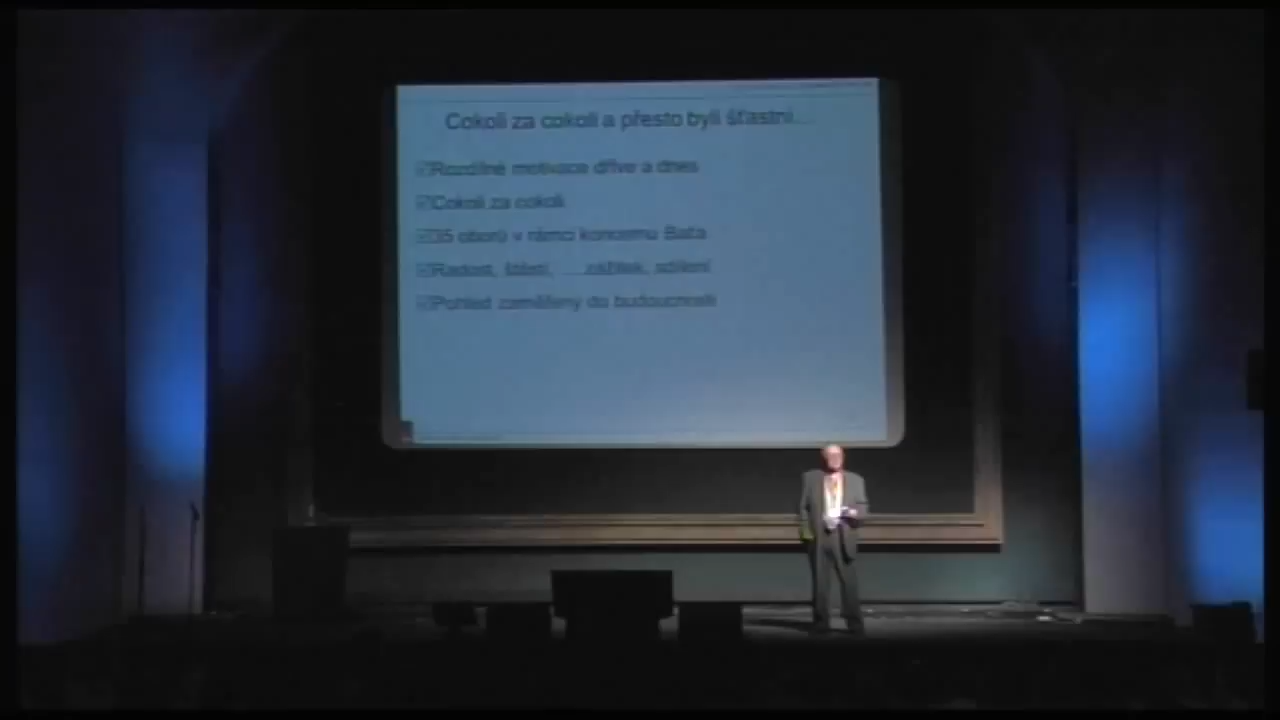 Cokoli za cokoli a přesto byli šťastni...
Rozdílné motivace dříve a dnes
Cokoli za cokoli
35 oborů v rámci koncernu Baťa
Radost, štěstí, ... zážitek, sdílení
Pohled zaměřený do budoucnosti